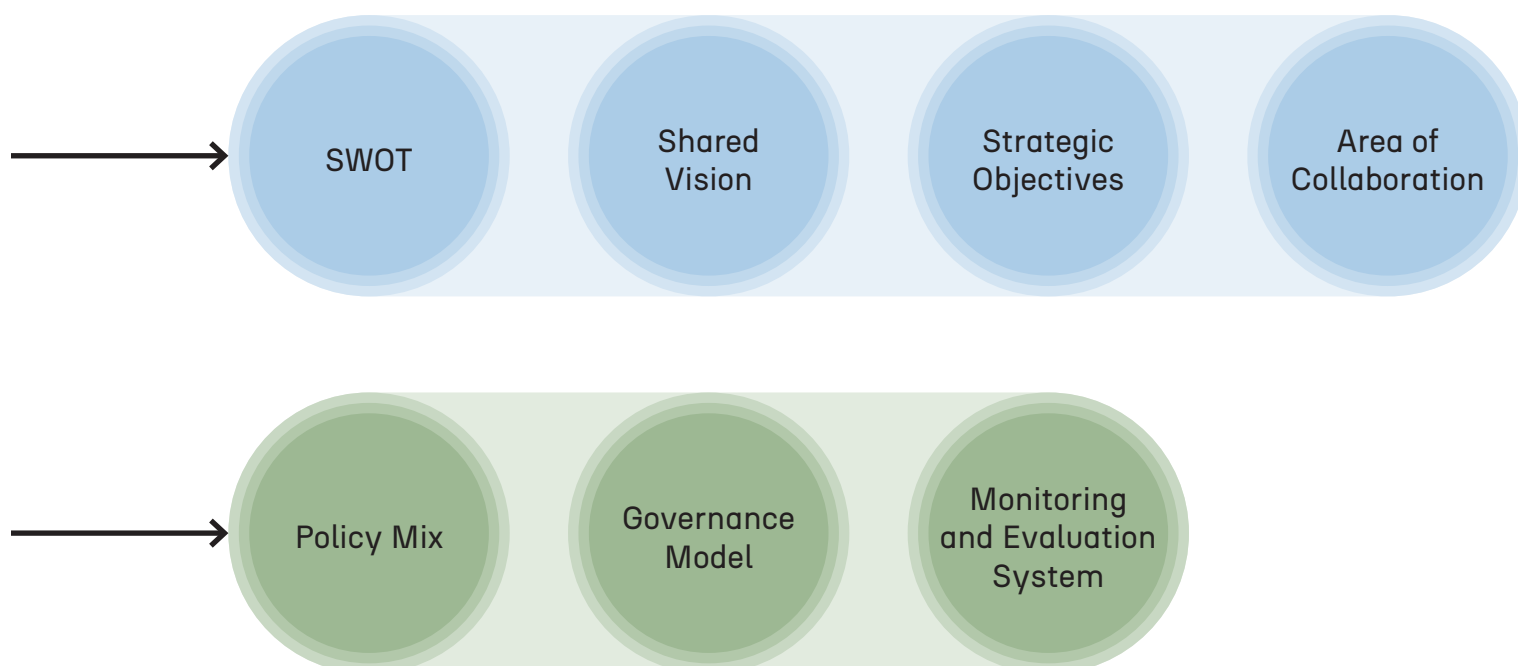 SWOT
Shared
Vision
Strategic
Objectives
Area of
Collaboration
Policy Mix
Governance
Model
Monitoring
and Evaluation
System